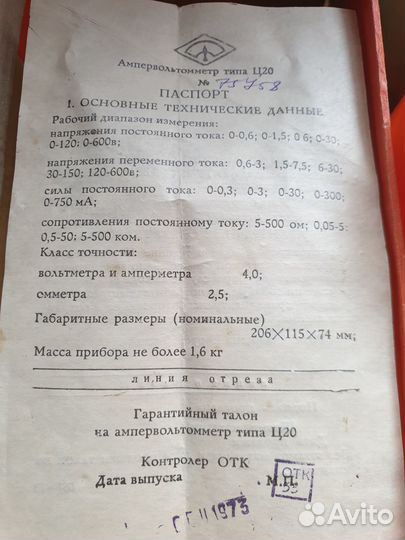 Ампервольтомметр типа Ц20
№
ПАСПОРТ
1. ОСНОВНЫЕ ТЕХНИЧЕСКИЕ ДАННЫЕ
Рабочий диапазон измерения:
напряжения постоянного тока: 0-0,6; 0-1,5; 0 6; 0-30;
0-120; 0-600в;
напряжения переменного тока: 0,6-3; 1,5-7,5; 6-30;
30-150; 120-600в;
силы постоянного тока: 0-0,3; 0-3; 0-30; 0-300;
0-750 мА;
сопротивления постоянному току: 5-500 ом; 0,05-5;
0,5-50; 5-500 ком.
Класс точности:
вольтметра и амперметра 4,0;
омметра 2,5;
Габаритные размеры (номинальные)
206×115×74 мм;
Масса прибора не более 1,6 кг
линия отреза
Гарантийный талон
на ампервольтомметр типа Ц20
Контролер ОТК
Дата выпуска М.П.
ОТК
1973
Avito